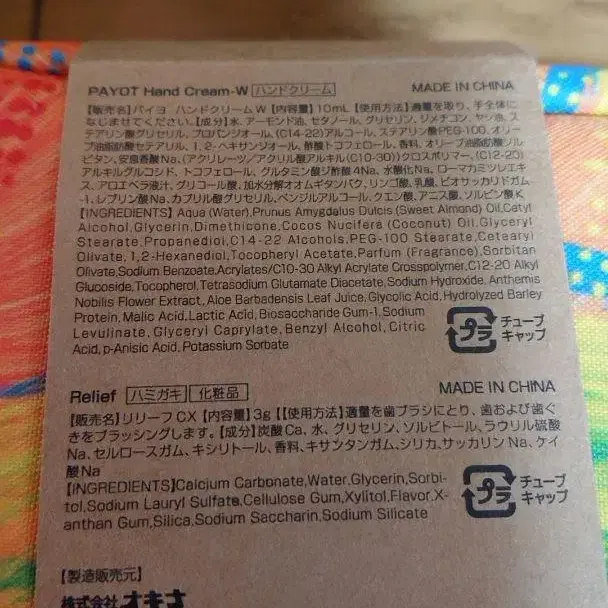 PAYOT Hand Cream-W ハンドクリーム MADE IN CHINA
【販売名】パイヨ ハンドクリームW【内容量】10mL【使用方法】適量を取り、手全体に
なじませてください。【成分】水、アーモンド油、セタノール、グリセリン、ジメチコン、ヤシ油、ス
テアリン酸グリセリル、プロパンジオール、(C14-22)アルコール、ステアリン酸PEG-100、オリー
ブ油脂肪酸セテアリル、1,2-ヘキサンジオール、酢酸トコフェロール、香料、オリーブ油脂肪酸ソル
ビタン、安息香酸Na、(アクリレーツ/アクリル酸アルキル(C10-30))クロスポリマー、(C12-20)
アルキルグルコシド、トコフェロール、グルタミン酸ジ酢酸4Na、水酸化Na、ローマカミツレエキ
ス、アロエベラ液汁、グリコール酸、加水分解オオムギタンパク、リンゴ酸、乳酸、ビオサッカリドガム
-1、レブリン酸Na、カプリル酸グリセリル、ベンジルアルコール、クエン酸、アニス酸、ソルビン酸K
【INGREDIENTS】Aqua (Water),Prunus Amygdalus Dulcis (Sweet Almond) Oil,Cetyl
Alcohol,Glycerin,Dimethicone,Cocos Nucifera (Coconut) Oil,Glyceryl
Stearate,Propanediol,C14-22 Alcohols,PEG-100 Stearate,Cetearyl
Olivate,1,2-Hexanediol,Tocopheryl Acetate,Parfum (Fragrance),Sorbitan
Olivate,Sodium Benzoate,Acrylates/C10-30 Alkyl Acrylate Crosspolymer,C12-20 Alkyl
Glucoside,Tocopherol,Tetrasodium Glutamate Diacetate,Sodium Hydroxide,Anthemis
Nobilis Flower Extract,Aloe Barbadensis Leaf Juice,Glycolic Acid,Hydrolyzed Barley
Protein,Malic Acid,Lactic Acid,Biosaccharide Gum-1,Sodium
Levulinate,Glyceryl Caprylate,Benzyl Alcohol,Citric
Acid,p-Anisic Acid,Potassium Sorbate
プラ チューブ
キャップ
Relief ハミガキ 化粧品 MADE IN CHINA
【販売名】リリーフCX【内容量】3g【【使用方法】適量を歯ブラシにとり、歯および歯ぐ
きをブラッシングします。【成分】炭酸Ca、水、グリセリン、ソルビトール、ラウリル硫酸
Na、セルロースガム、キシリトール、香料、キサンタンガム、シリカ、サッカリンNa、ケイ
酸Na
【INGREDIENTS】Calcium Carbonate,Water,Glycerin,Sorbi-
tol,Sodium Lauryl Sulfate,Cellulose Gum,Xylitol,Flavor,X-
anthan Gum,Silica,Sodium Saccharin,Sodium Silicate
プラ チューブ
キャップ
【製造販売元】
株式会社オキナ